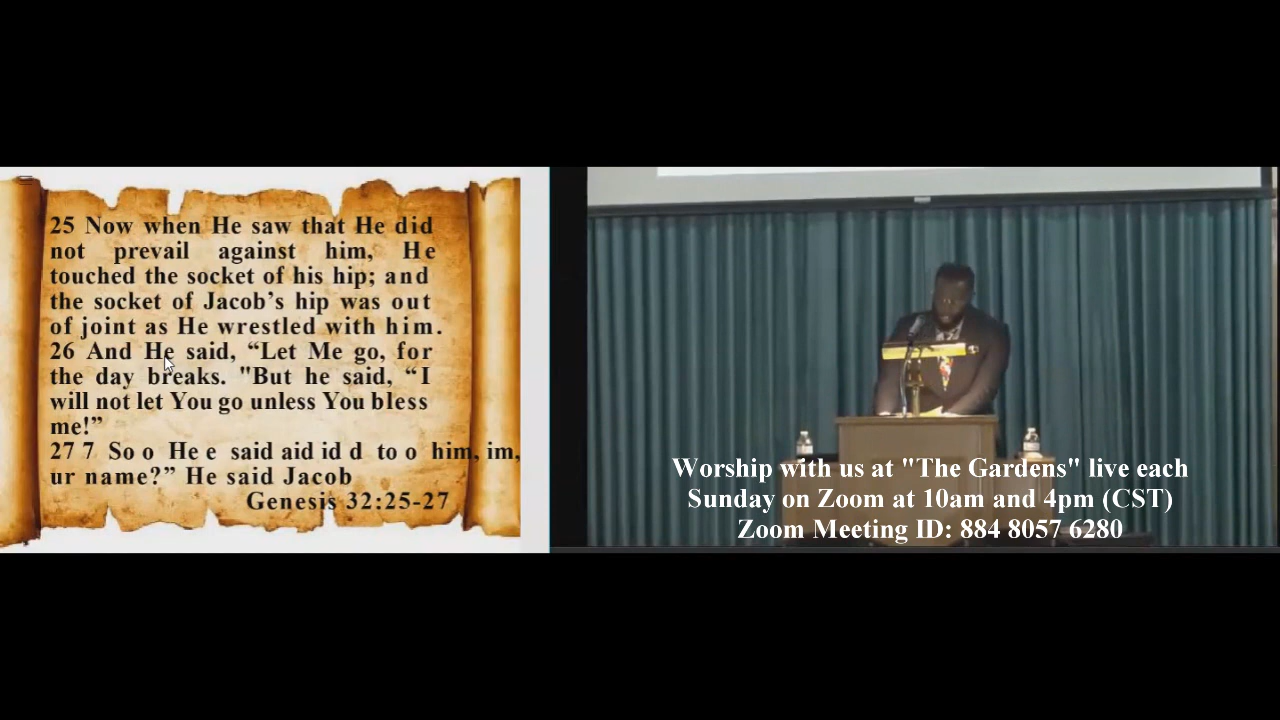 25 Now when He saw that He did
not prevail against him, He
touched the socket of his hip; and
the socket of Jacob’s hip was out
of joint as He wrestled with him.
26 And He said, “Let Me go, for
the day breaks. "But he said, “I
will not let You go unless You bless
me!”
27 7 So o He e said aid id d to o him, im,
ur name?” He said Jacob
Genesis 32:25-27
Worship with us at "The Gardens" live each
Sunday on Zoom at 10am and 4pm (CST)
Zoom Meeting ID: 884 8057 6280